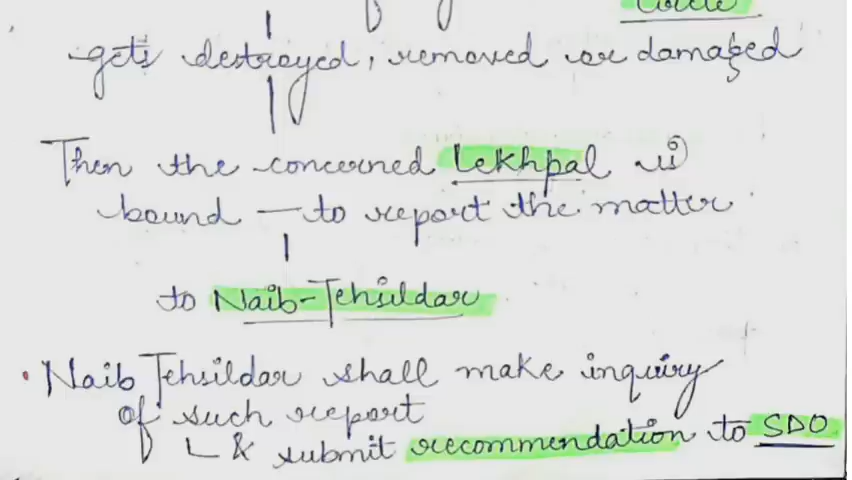 gets destroyed, removed or damaged
Then the concerned Lekhpal is
bound — to report the matter
to Naib-Tehsildar
• Naib Tehsildar shall make inquiry
of such report
& submit recommendation to SDO